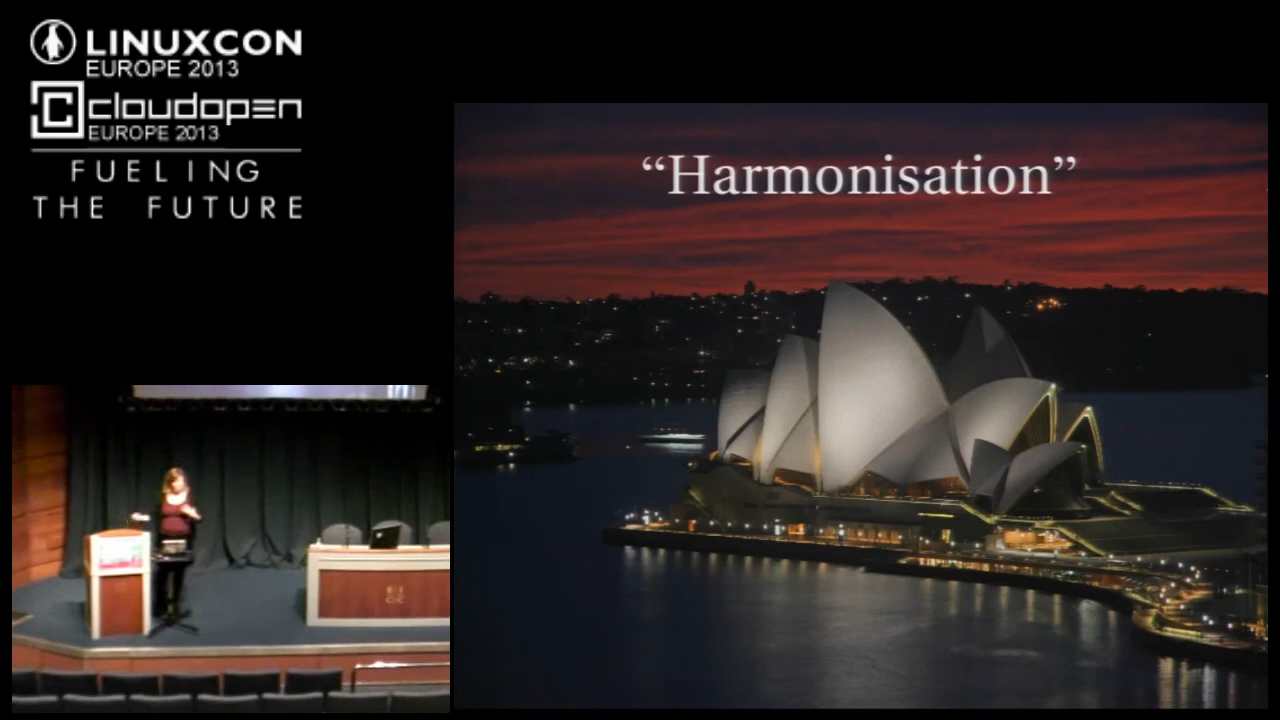 LINUXCON
EUROPE 2013
cloudopen
EUROPE 2013
FUELING
THE FUTURE
“Harmonisation”